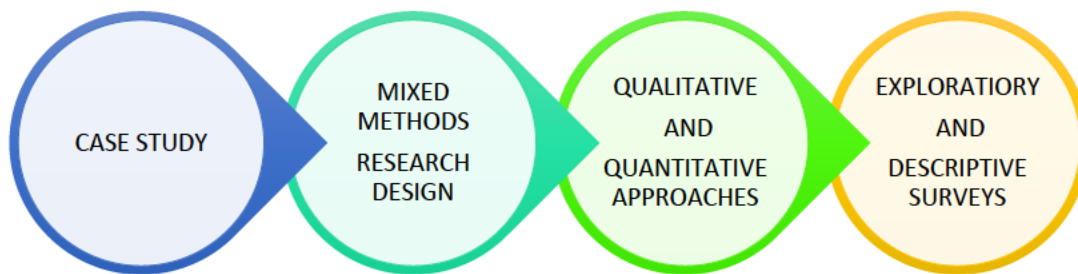 CASE STUDY
MIXED
METHODS
RESEARCH
DESIGN
QUALITATIVE
AND
QUANTITATIVE
APPROACHES
EXPLORATIORY
AND
DESCRIPTIVE
SURVEYS